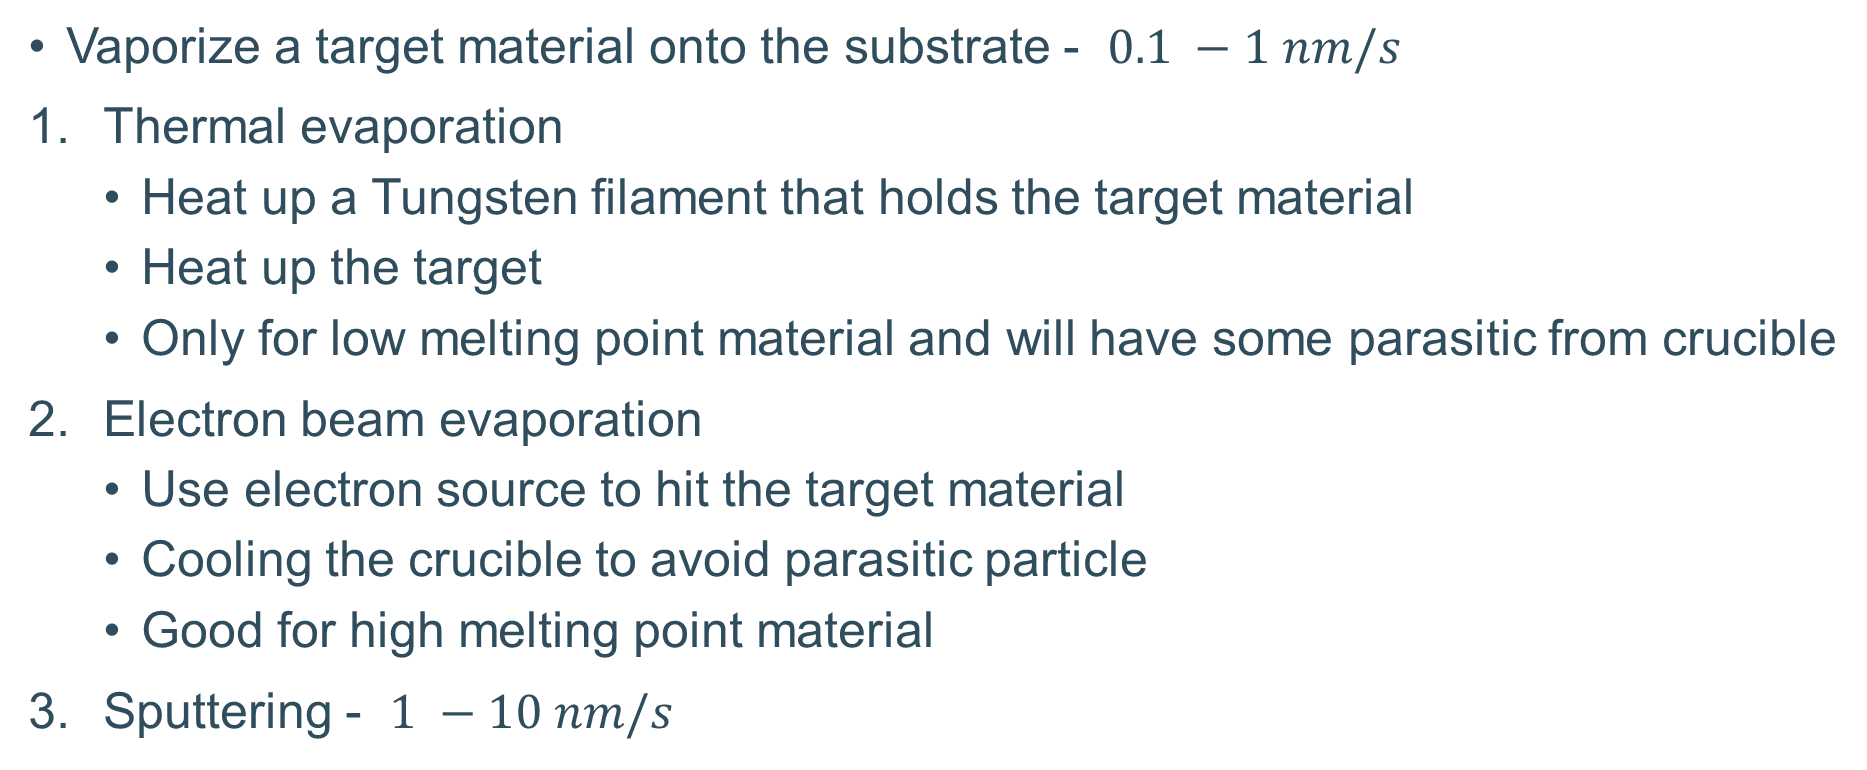 • Vaporize a target material onto the substrate - 0.1 − 1 nm/s
1. Thermal evaporation
• Heat up a Tungsten filament that holds the target material
• Heat up the target
• Only for low melting point material and will have some parasitic from crucible
2. Electron beam evaporation
• Use electron source to hit the target material
• Cooling the crucible to avoid parasitic particle
• Good for high melting point material
3. Sputtering - 1 − 10 nm/s